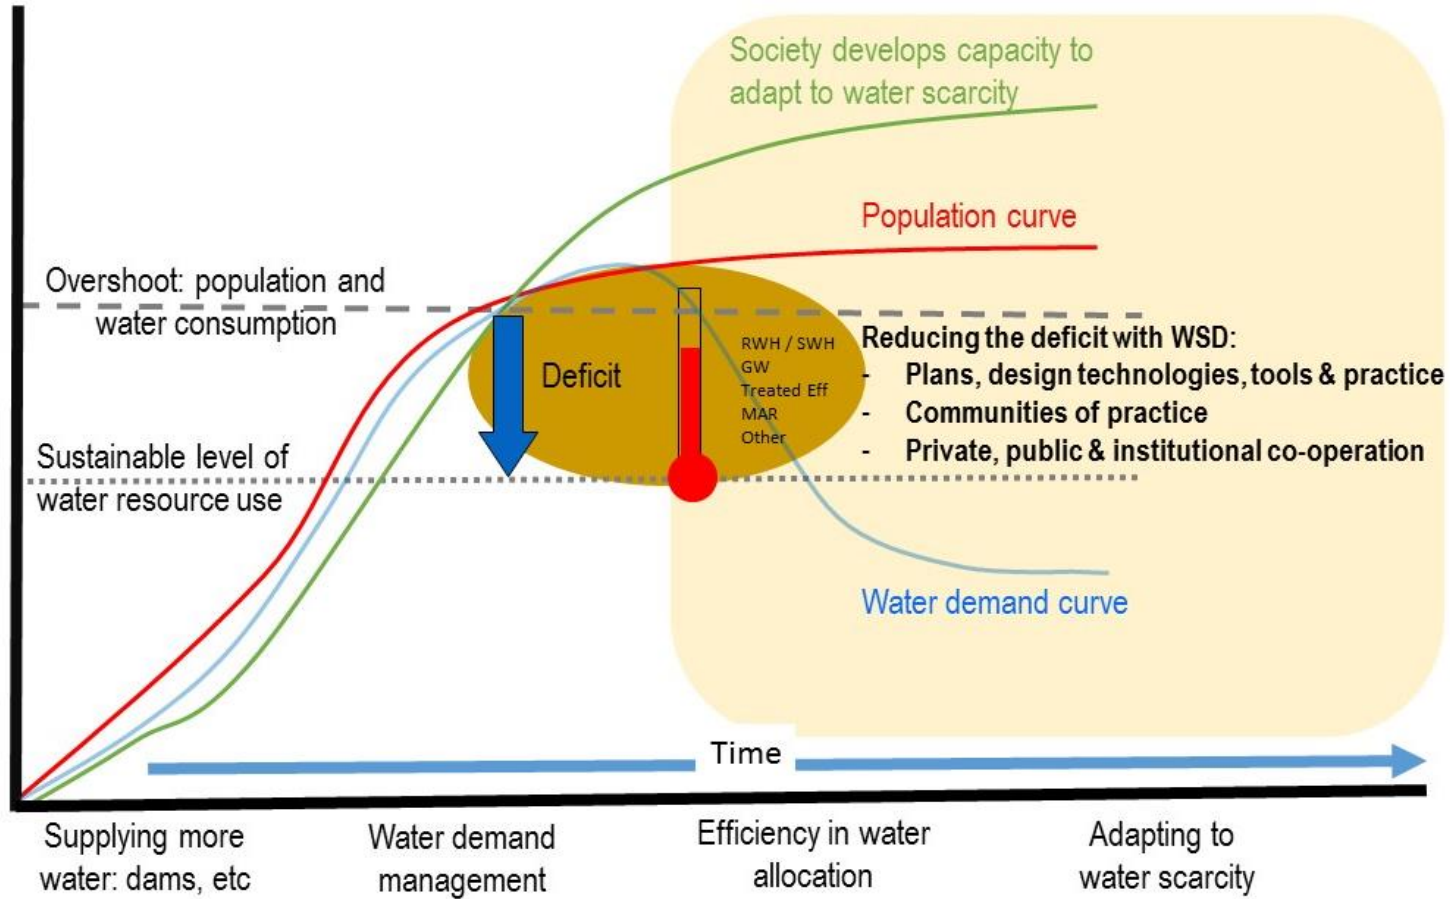 Society develops capacity to
adapt to water scarcity
Population curve
Overshoot: population and
water consumption
Deficit
RWH / SWH
GW
Treated Eff
MAR
Other
Reducing the deficit with WSD:
- Plans, design technologies, tools & practice
- Communities of practice
- Private, public & institutional co-operation
Sustainable level of
water resource use
Water demand curve
Time
Supplying more
water: dams, etc
Water demand
management
Efficiency in water
allocation
Adapting to
water scarcity